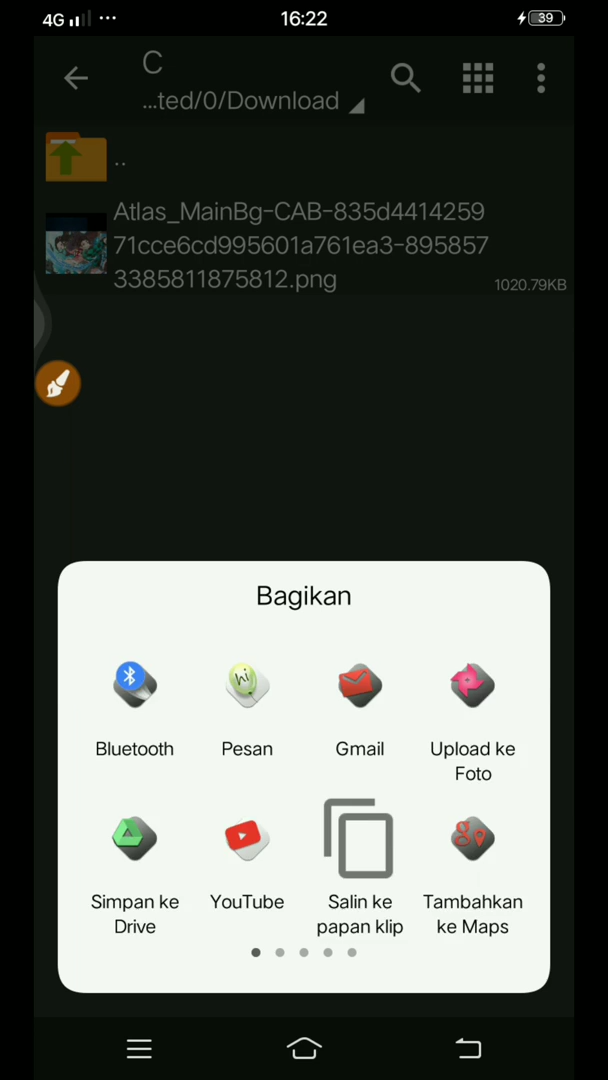 4G 16:22 39
C
...ted/0/Download
..
Atlas_MainBg-CAB-835d4414259
71cce6cd995601a761ea3-895857
3385811875812.png
1020.79KB
Bagikan
hi
Bluetooth Pesan Gmail Upload ke
Foto
Simpan ke YouTube Salin ke Tambahkan
Drive papan klip ke Maps